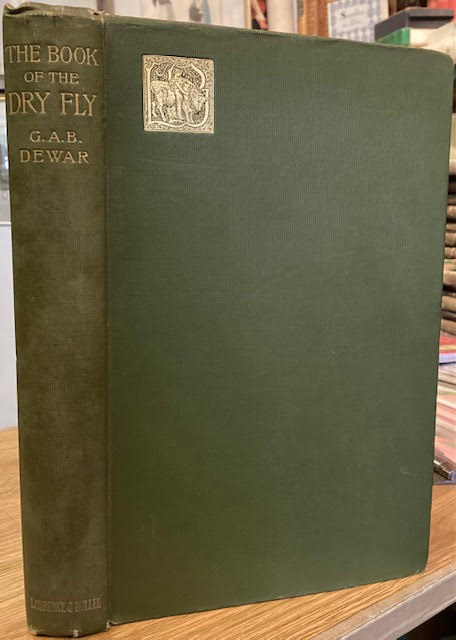 THE BOOK
OF THE
DRY FLY
G. A. B.
DEWAR
LAWRENCE & BULLEN